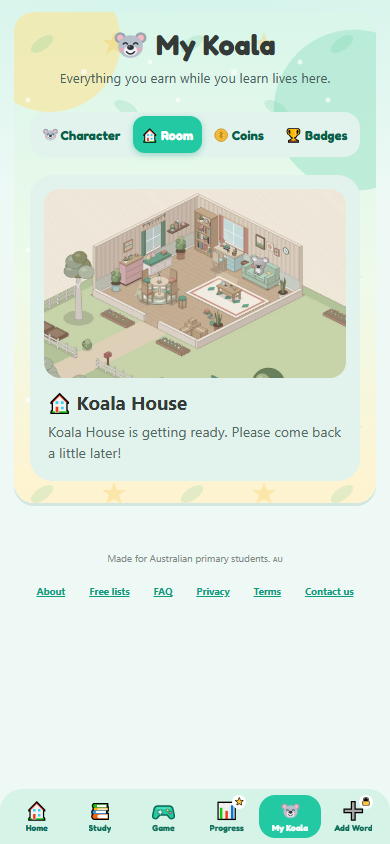 My Koala
Everything you earn while you learn lives here.
Character
Room
Coins
Badges
Koala House
Koala House is getting ready. Please come back
a little later!
Made for Australian primary students. AU
About
Free lists
FAQ
Privacy
Terms
Contact us
Home
Study
Game
Progress
My Koala
Add Word